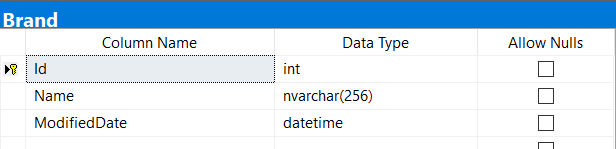 Brand
Column Name Data Type Allow Nulls
Id int
Name nvarchar(256)
ModifiedDate datetime